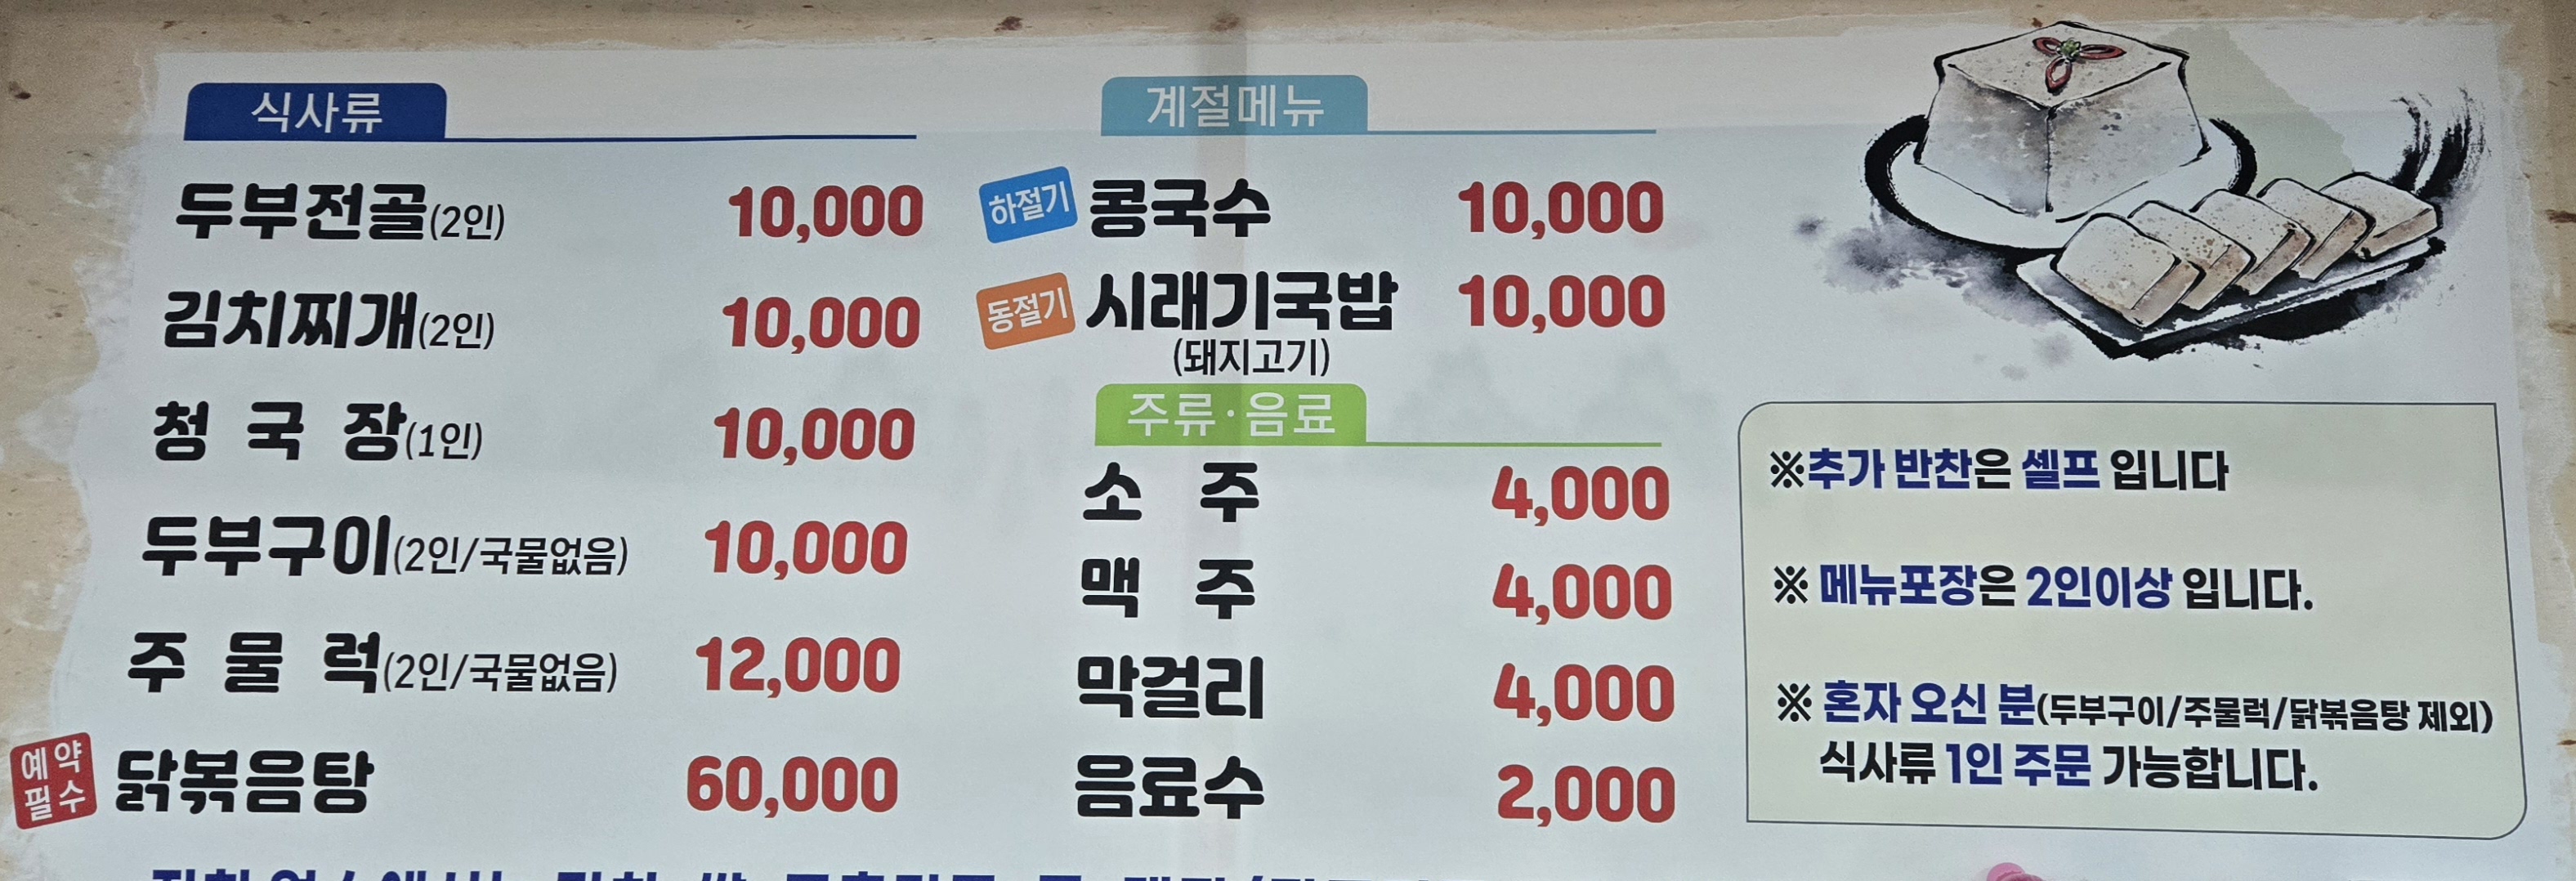 식사류
두부전골(2인) 10,000
김치찌개(2인) 10,000
청 국 장(1인) 10,000
두부구이(2인/국물없음) 10,000
주 물 럭(2인/국물없음) 12,000
예약
필수
닭볶음탕 60,000
계절메뉴
하절기 콩국수 10,000
동절기 시래기국밥 10,000
(돼지고기)
주류·음료
소 주 4,000
맥 주 4,000
막걸리 4,000
음료수 2,000
※추가 반찬은 셀프 입니다
※ 메뉴포장은 2인이상 입니다.
※ 혼자 오신 분(두부구이/주물럭/닭볶음탕 제외)
식사류 1인 주문 가능합니다.